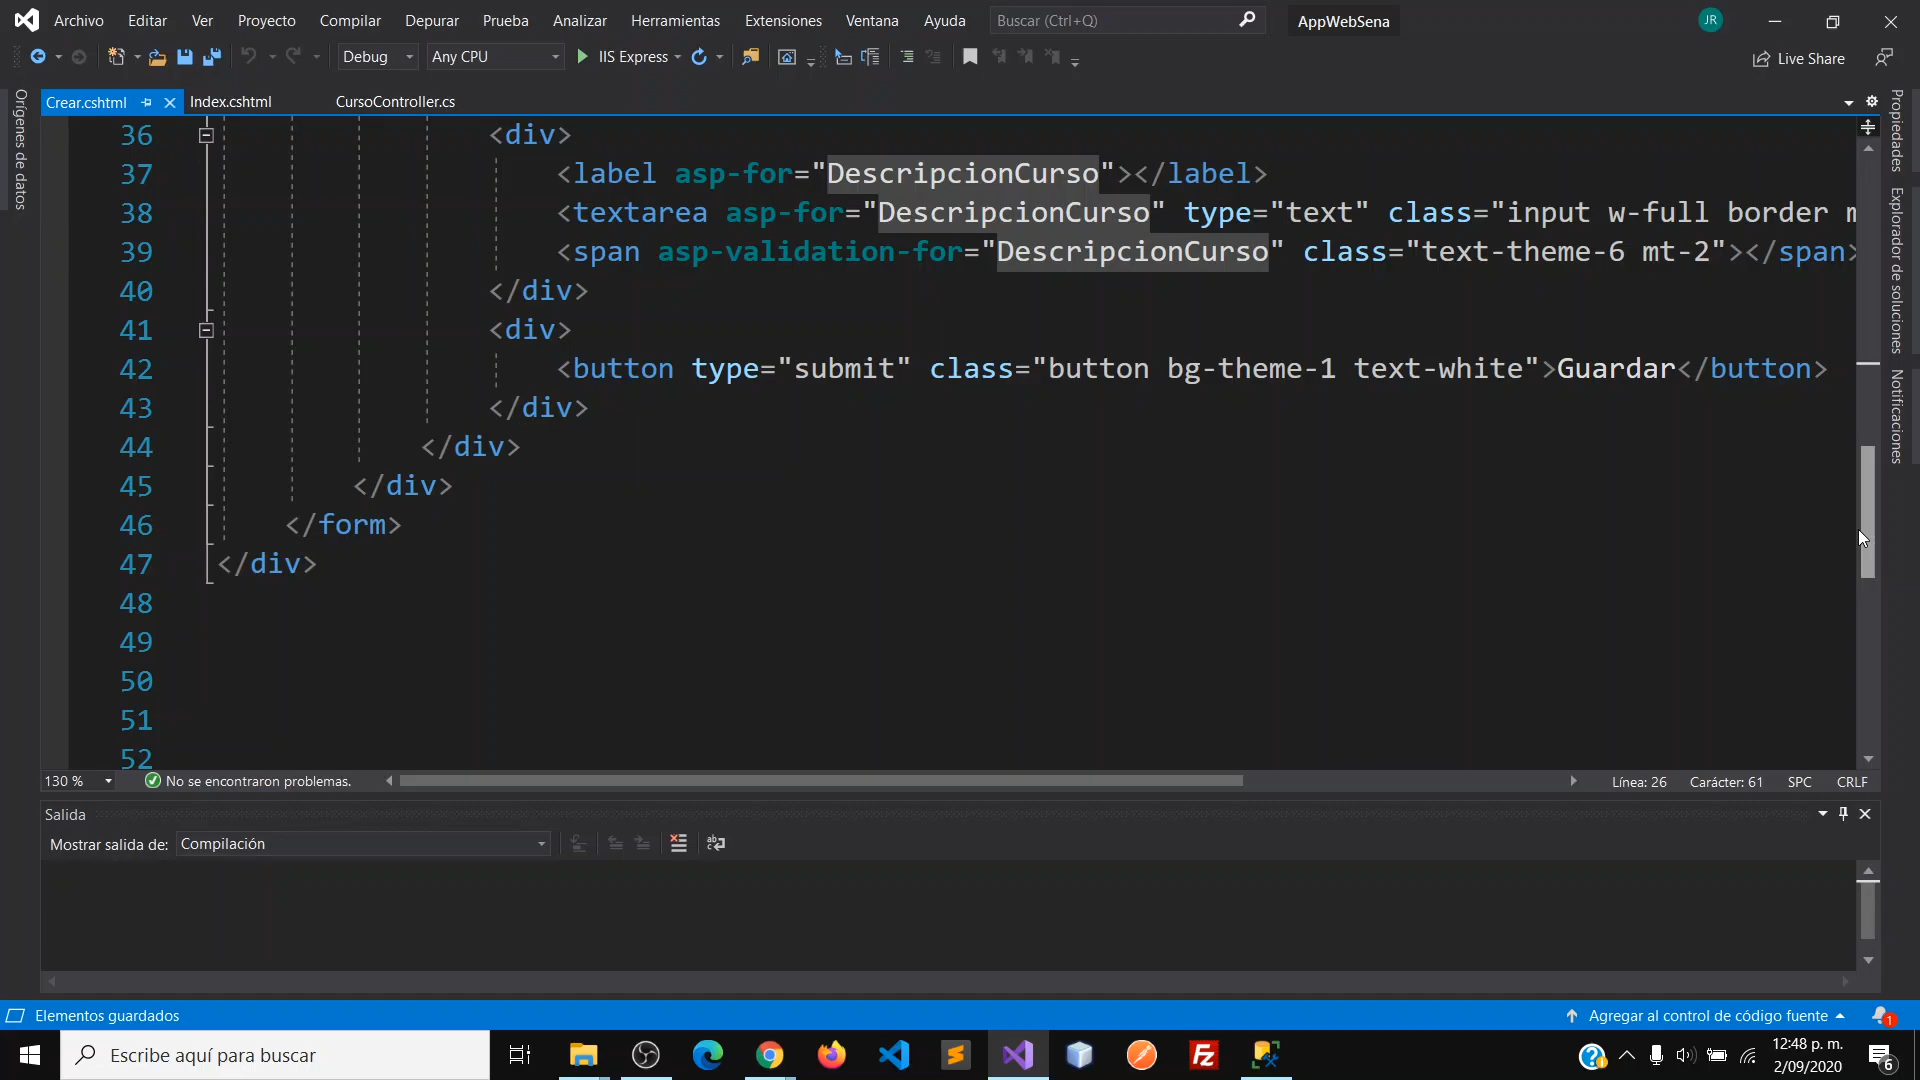 Archivo Editar Ver Proyecto Compilar Depurar Prueba Analizar Herramientas Extensiones Ventana Ayuda Buscar (Ctrl+Q) AppWebSena JR
Debug Any CPU IIS Express Live Share
Crear.cshtml Index.cshtml CursoController.cs
Orígenes de datos
Propiedades
Explorador de soluciones
Notificaciones
36 <div>
37 <label asp-for="DescripcionCurso"></label>
38 <textarea asp-for="DescripcionCurso" type="text" class="input w-full border m
39 <span asp-validation-for="DescripcionCurso" class="text-theme-6 mt-2"></span>
40 </div>
41 <div>
42 <button type="submit" class="button bg-theme-1 text-white">Guardar</button>
43 </div>
44 </div>
45 </div>
46 </form>
47 </div>
48
49
50
51
52
130 % No se encontraron problemas. Línea: 26 Carácter: 61 SPC CRLF
Salida
Mostrar salida de: Compilación
Elementos guardados Agregar al control de código fuente 1
Escribe aquí para buscar 12:48 p. m.
2/09/2020 6